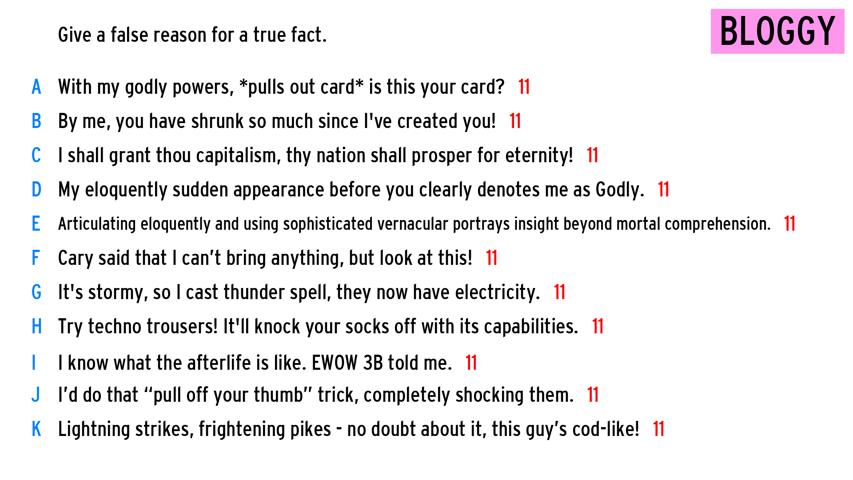 Give a false reason for a true fact.
BLOGGY
A With my godly powers, *pulls out card* is this your card? 11
B By me, you have shrunk so much since I've created you! 11
C I shall grant thou capitalism, thy nation shall prosper for eternity! 11
D My eloquently sudden appearance before you clearly denotes me as Godly. 11
E Articulating eloquently and using sophisticated vernacular portrays insight beyond mortal comprehension. 11
F Cary said that I can’t bring anything, but look at this! 11
G It's stormy, so I cast thunder spell, they now have electricity. 11
H Try techno trousers! It'll knock your socks off with its capabilities. 11
I I know what the afterlife is like. EWOW 3B told me. 11
J I’d do that “pull off your thumb” trick, completely shocking them. 11
K Lightning strikes, frightening pikes - no doubt about it, this guy’s cod-like! 11